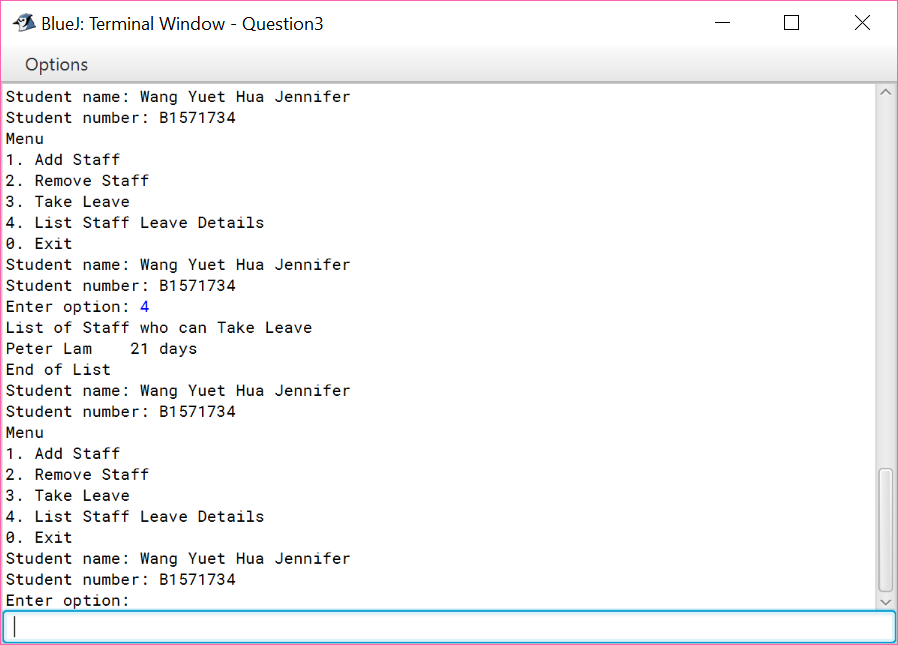 BlueJ: Terminal Window - Question3
Options
Student name: Wang Yuet Hua Jennifer
Student number: B1571734
Menu
1. Add Staff
2. Remove Staff
3. Take Leave
4. List Staff Leave Details
0. Exit
Student name: Wang Yuet Hua Jennifer
Student number: B1571734
Enter option: 4
List of Staff who can Take Leave
Peter Lam    21 days
End of List
Student name: Wang Yuet Hua Jennifer
Student number: B1571734
Menu
1. Add Staff
2. Remove Staff
3. Take Leave
4. List Staff Leave Details
0. Exit
Student name: Wang Yuet Hua Jennifer
Student number: B1571734
Enter option: